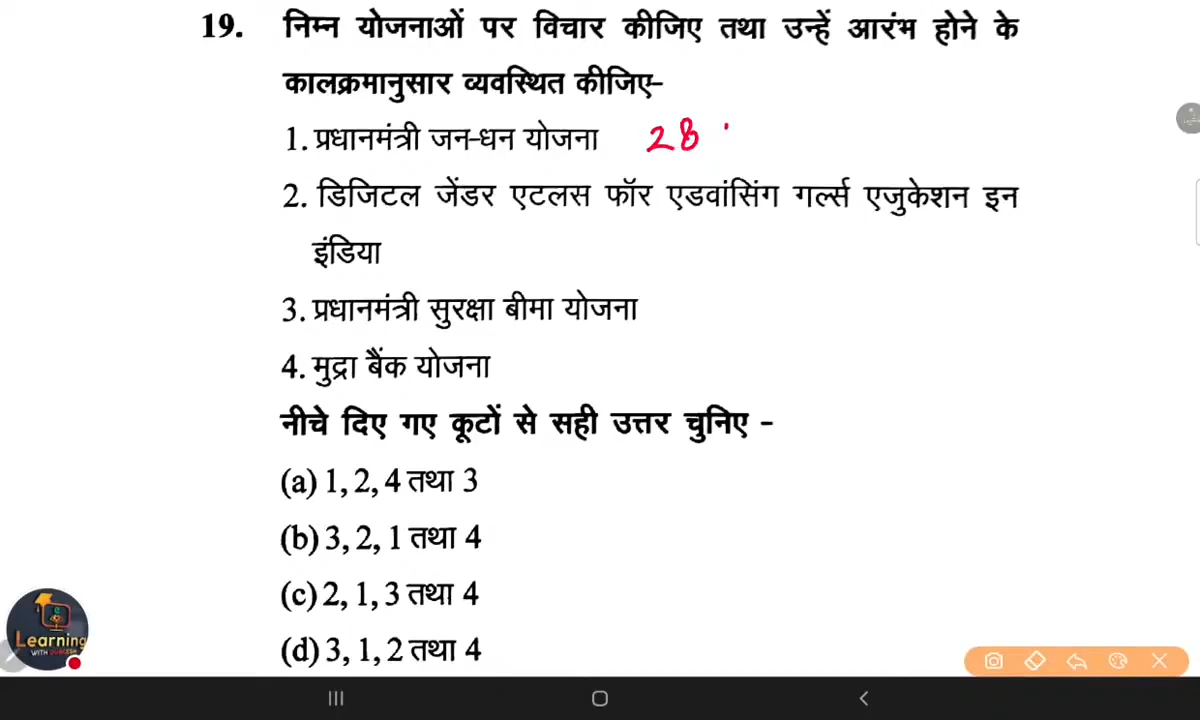 19. निम्न योजनाओं पर विचार कीजिए तथा उन्हें आरंभ होने के
कालक्रमानुसार व्यवस्थित कीजिए-
1. प्रधानमंत्री जन-धन योजना 28
2. डिजिटल जेंडर एटलस फॉर एडवांसिंग गर्ल्स एजुकेशन इन
इंडिया
3. प्रधानमंत्री सुरक्षा बीमा योजना
4. मुद्रा बैंक योजना
नीचे दिए गए कूटों से सही उत्तर चुनिए -
(a) 1, 2, 4 तथा 3
(b) 3, 2, 1 तथा 4
(c) 2, 1, 3 तथा 4
(d) 3, 1, 2 तथा 4
Learning